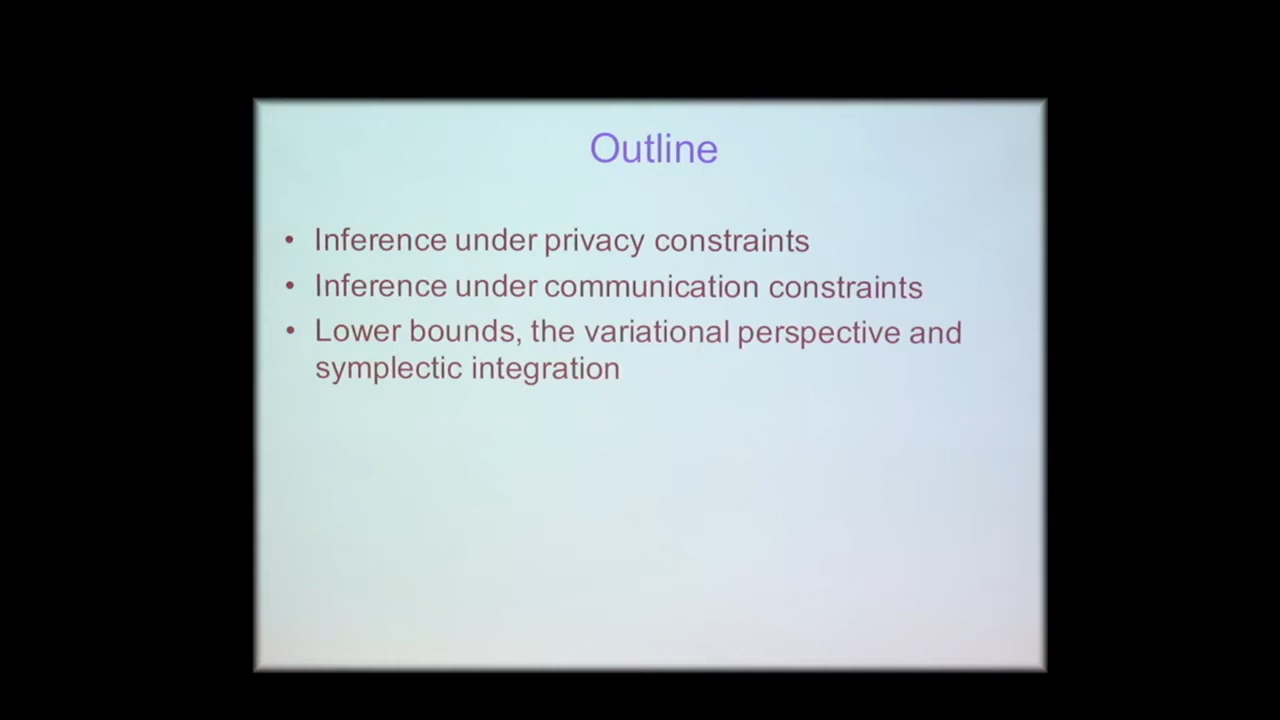 Outline
• Inference under privacy constraints
• Inference under communication constraints
• Lower bounds, the variational perspective and
symplectic integration